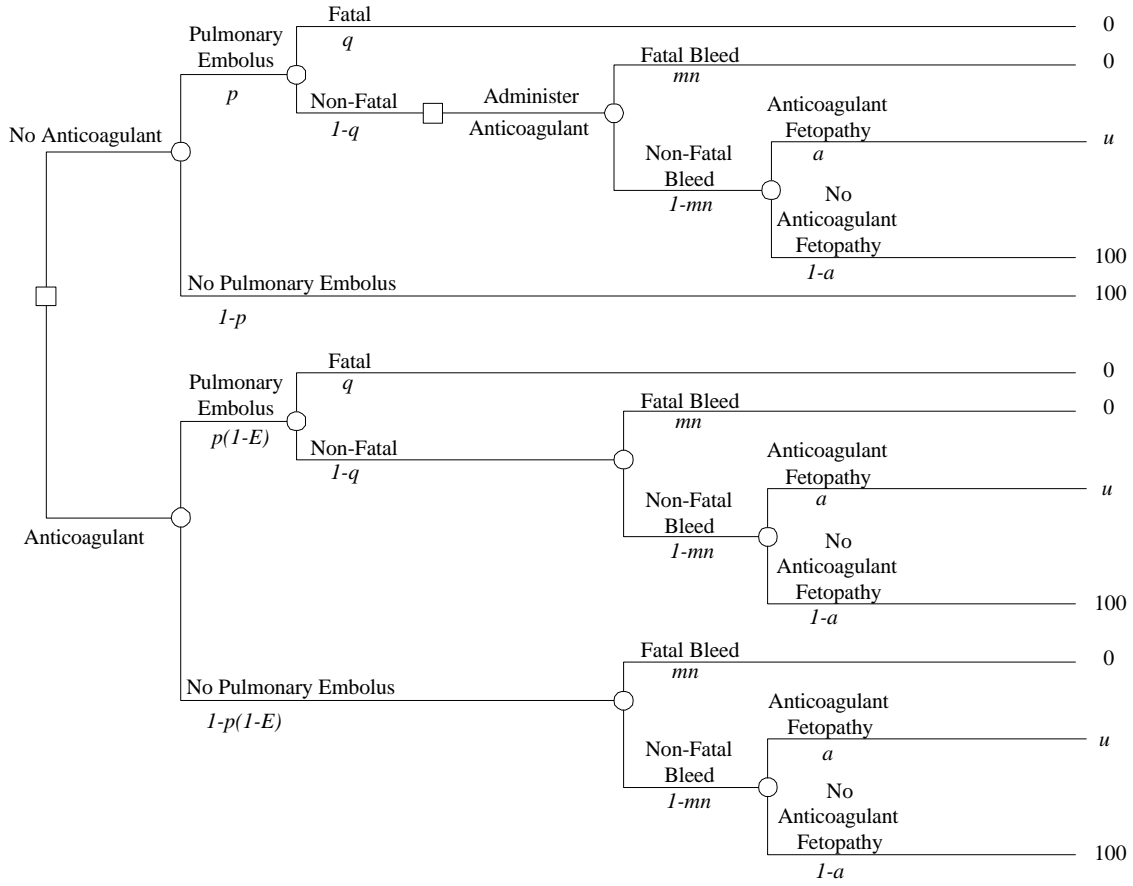 Fatal
q
0
Pulmonary
Embolus
p
Fatal Bleed
mn
0
Non-Fatal
1-q
Administer
Anticoagulant
Anticoagulant
Fetopathy
a
u
No Anticoagulant
Non-Fatal
Bleed
1-mn
No
Anticoagulant
Fetopathy
1-a
100
No Pulmonary Embolus
1-p
100
Fatal
q
0
Pulmonary
Embolus
p(1-E)
Fatal Bleed
mn
0
Non-Fatal
1-q
Anticoagulant
Fetopathy
a
u
Non-Fatal
Bleed
1-mn
Anticoagulant
No
Anticoagulant
Fetopathy
1-a
100
Fatal Bleed
mn
0
No Pulmonary Embolus
1-p(1-E)
Anticoagulant
Fetopathy
a
u
Non-Fatal
Bleed
1-mn
No
Anticoagulant
Fetopathy
1-a
100